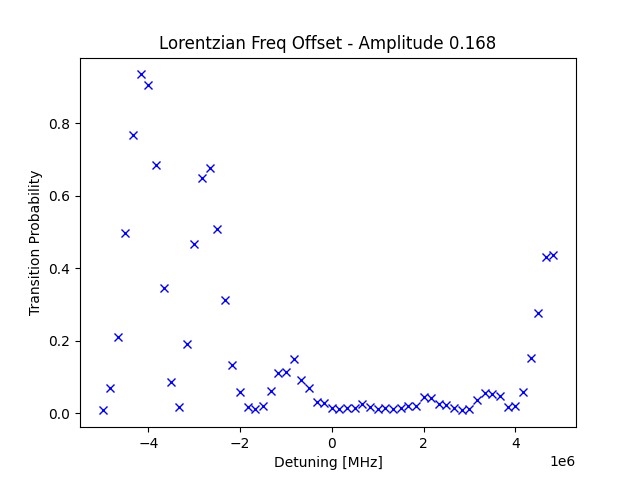 Lorentzian Freq Offset - Amplitude 0.168
Transition Probability
0.8
0.6
0.4
0.2
0.0
−4
−2
0
2
4
1e6
Detuning [MHz]